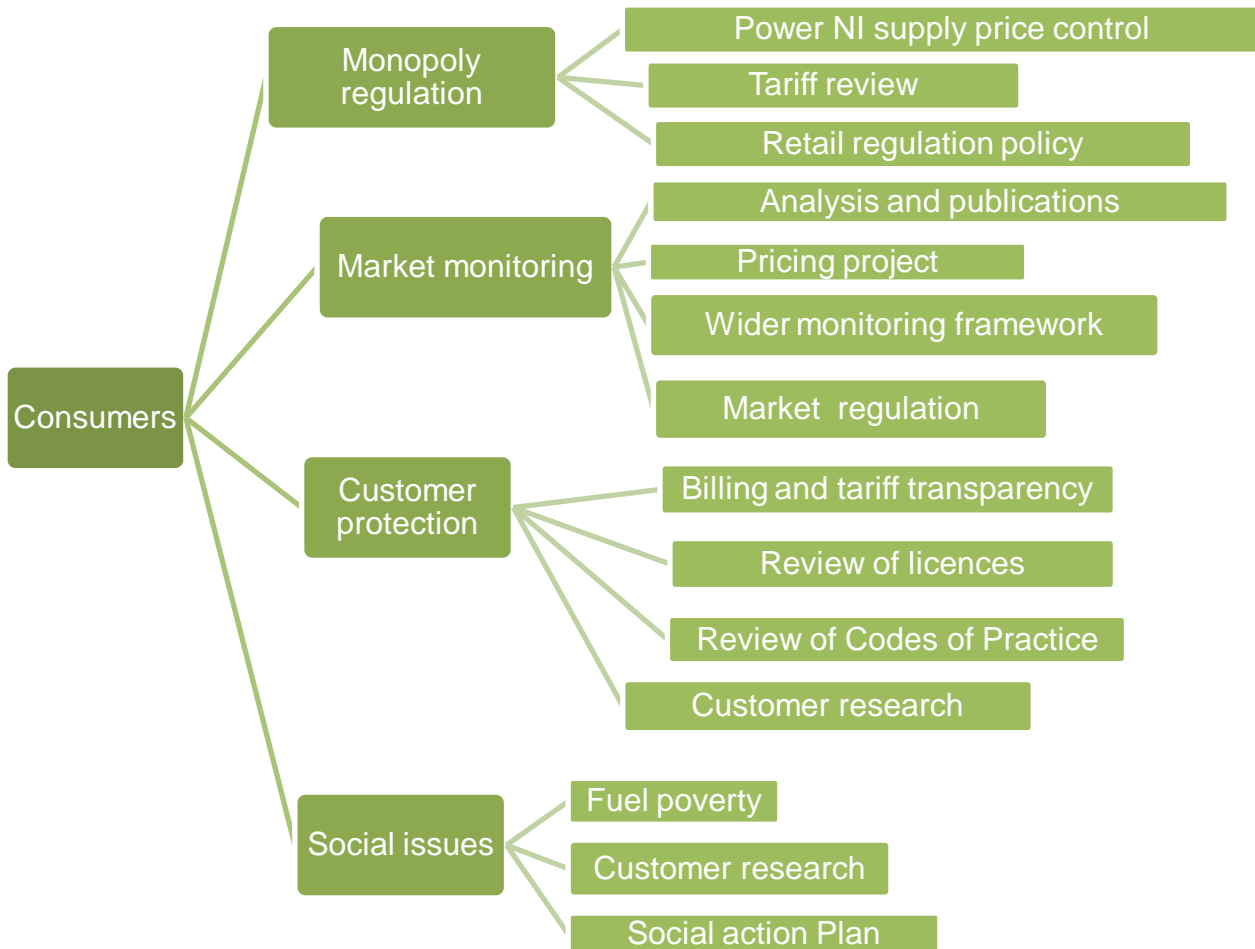 Consumers
Monopoly
regulation
Power NI supply price control
Tariff review
Retail regulation policy
Market monitoring
Analysis and publications
Pricing project
Wider monitoring framework
Market regulation
Customer
protection
Billing and tariff transparency
Review of licences
Review of Codes of Practice
Customer research
Social issues
Fuel poverty
Customer research
Social action Plan